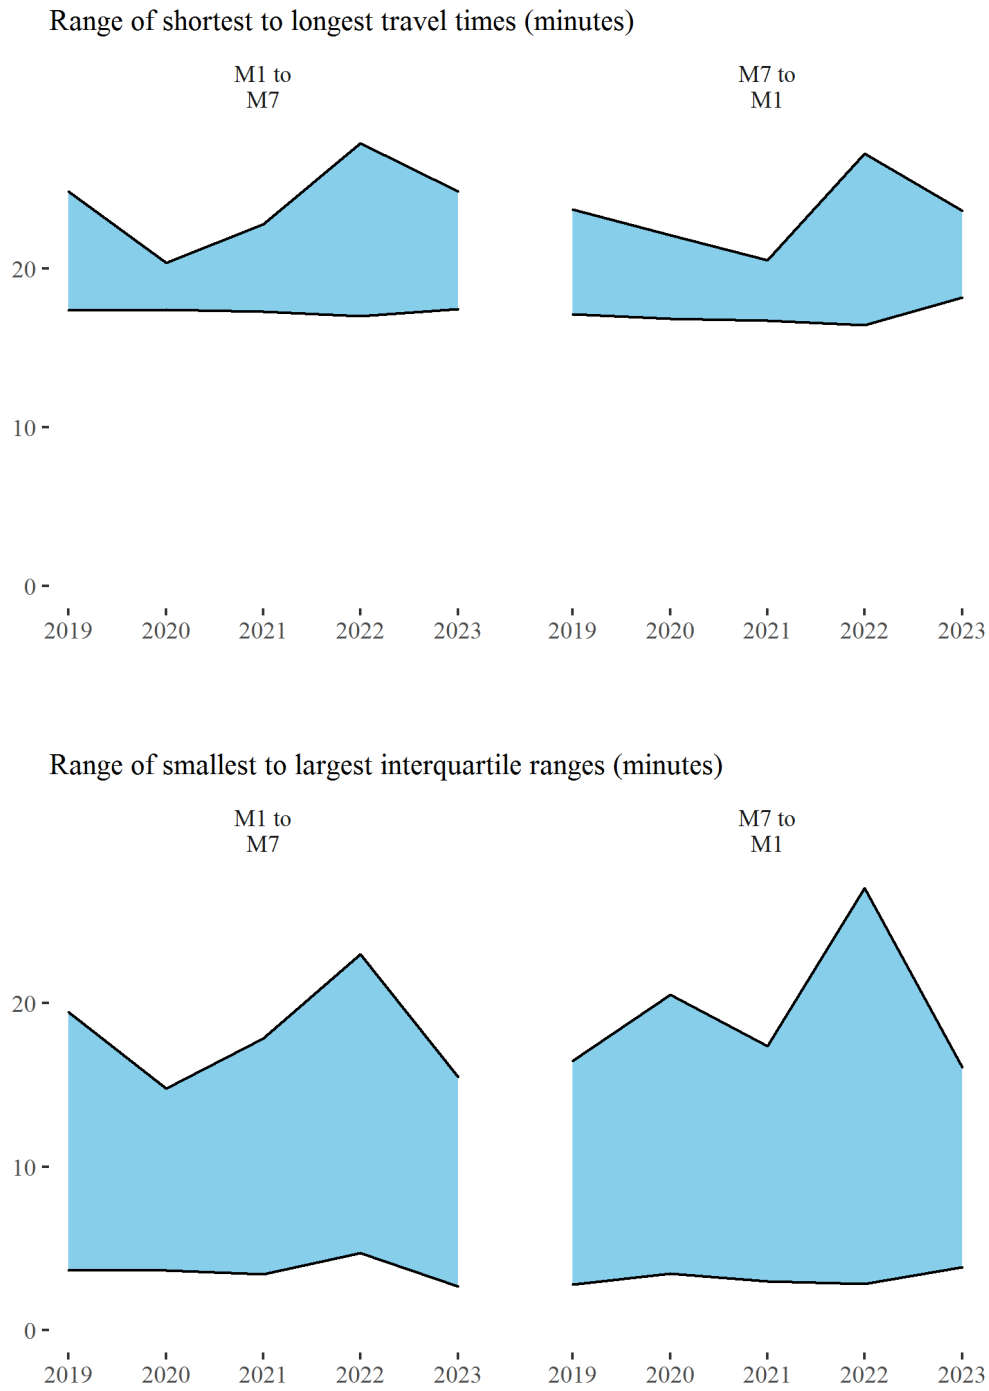 Range of shortest to longest travel times (minutes)
M1 to
M7
M7 to
M1
20
10
0
2019 2020 2021 2022 2023
2019 2020 2021 2022 2023
Range of smallest to largest interquartile ranges (minutes)
M1 to
M7
M7 to
M1
20
10
0
2019 2020 2021 2022 2023
2019 2020 2021 2022 2023